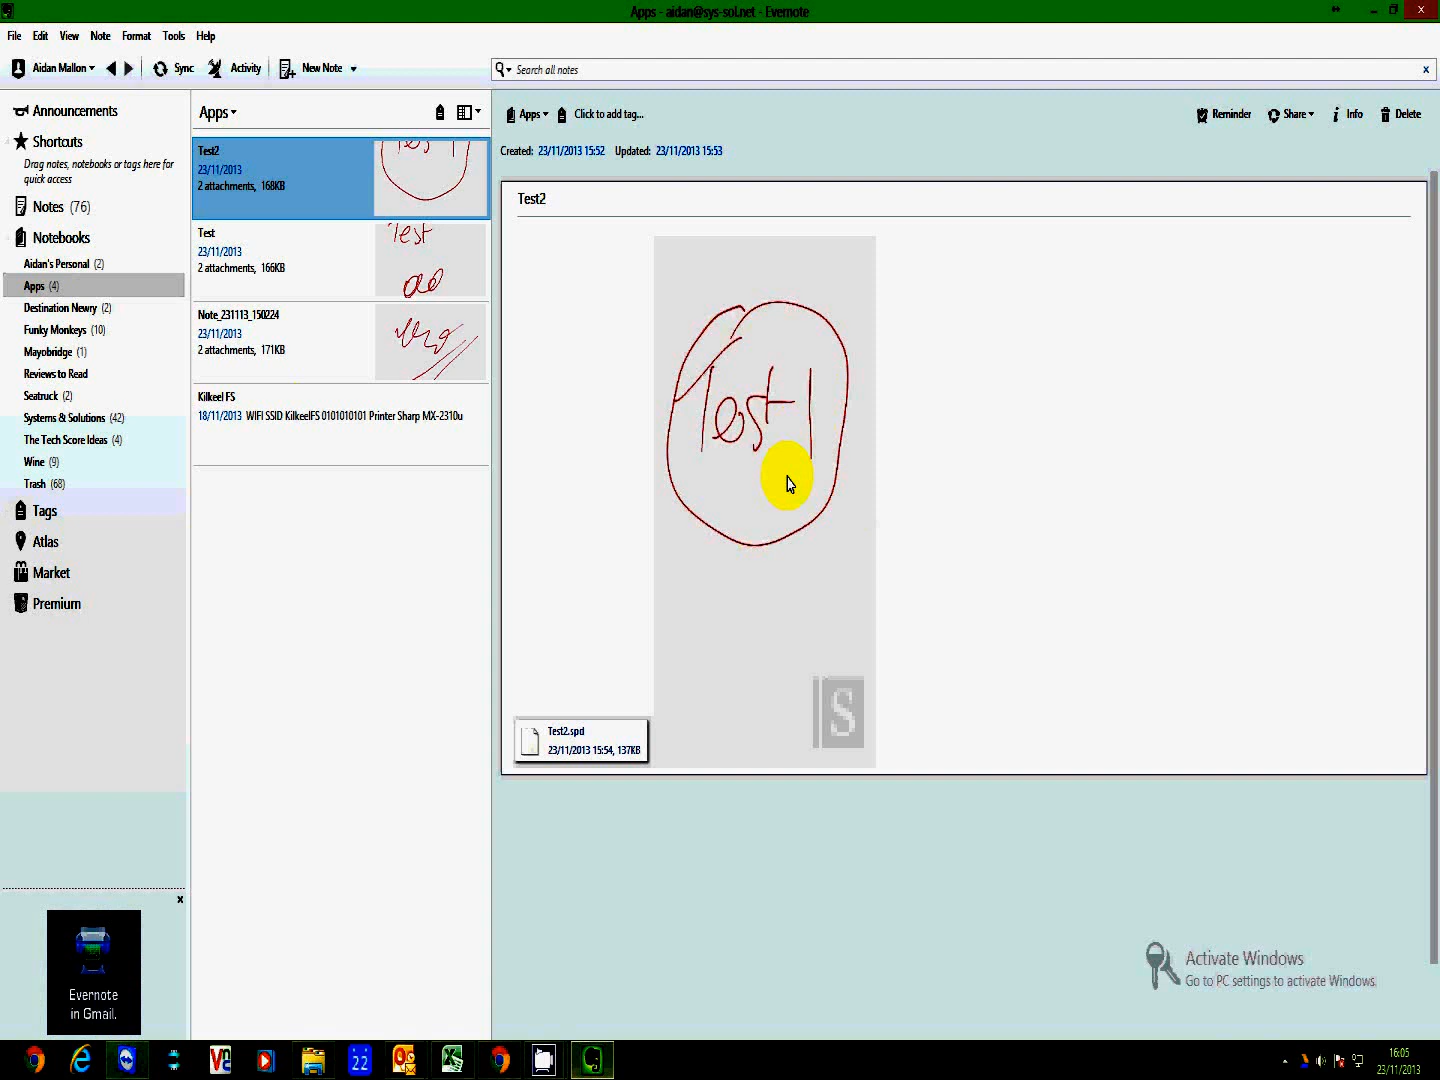 Apps - aidan@sys-sol.net - Evernote
File Edit View Note Format Tools Help
Aidan Mallon Sync Activity New Note
Search all notes x
Announcements
Shortcuts
Drag notes, notebooks or tags here for
quick access
Notes (76)
Notebooks
Aidan's Personal (2)
Apps (4)
Destination Newry (2)
Funky Monkeys (10)
Mayobridge (1)
Reviews to Read
Seatruck (2)
Systems & Solutions (42)
The Tech Score Ideas (4)
Wine (9)
Trash (68)
Tags
Atlas
Market
Premium
x
Evernote
in Gmail.
Apps
Test2
23/11/2013
2 attachments, 168KB
Test
23/11/2013
2 attachments, 166KB
Test
Note_231113_150224
23/11/2013
2 attachments, 171KB
Kilkeel FS
18/11/2013 WIFI SSID KilkeelFS 0101010101 Printer Sharp MX-2310u
Apps Click to add tag... Reminder Share Info Delete
Created: 23/11/2013 15:52 Updated: 23/11/2013 15:53
Test2
Test 1
S
Test2.spd
23/11/2013 15:54, 137KB
Activate Windows
Go to PC settings to activate Windows.
22
16:05
23/11/2013